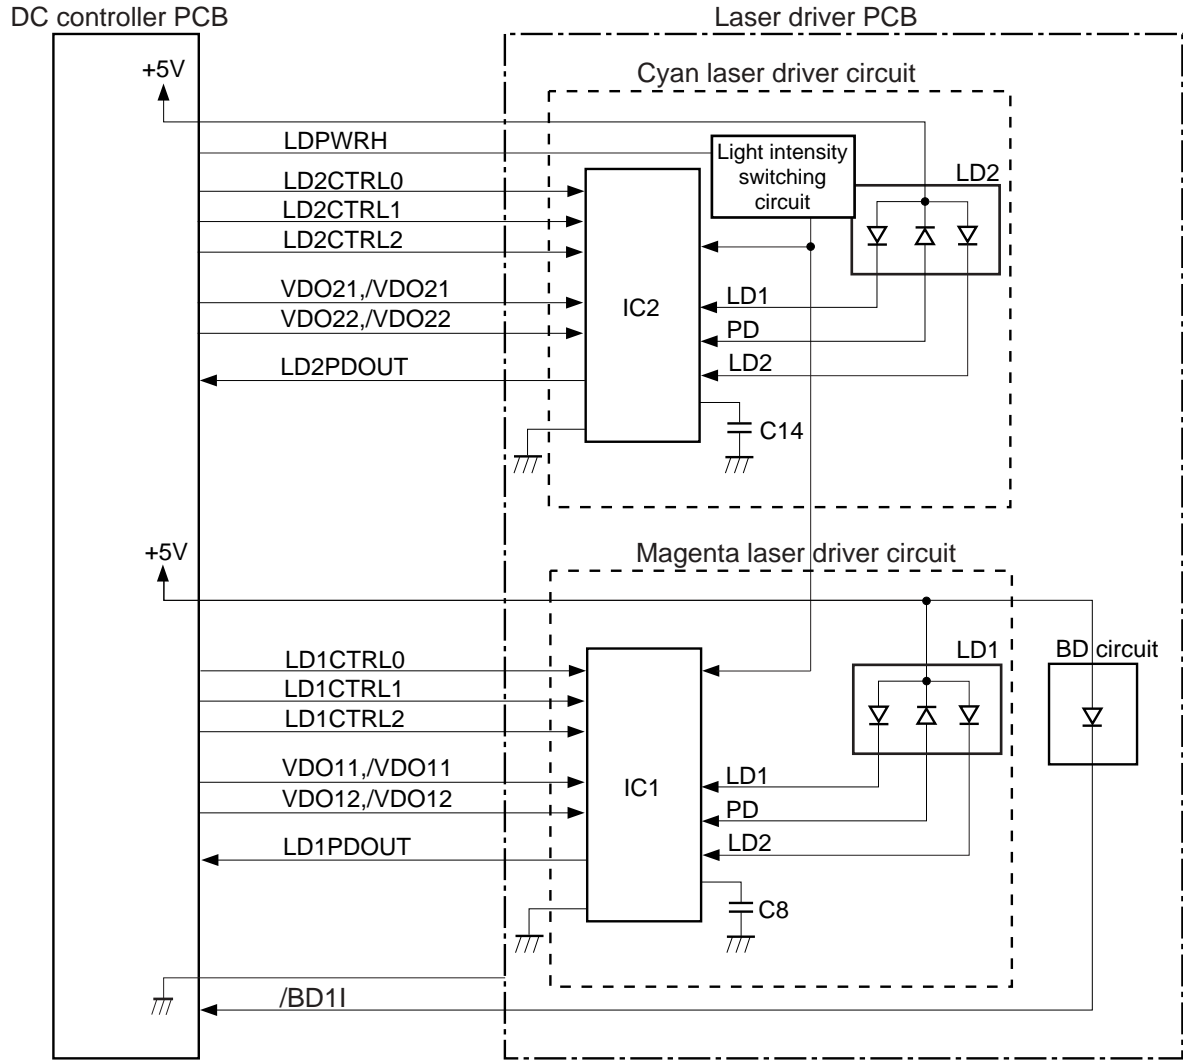 DC controller PCB
Laser driver PCB
+5V
Cyan laser driver circuit
LDPWRH
Light intensity
switching
circuit
LD2
LD2CTRL0
LD2CTRL1
LD2CTRL2
VDO21,/VDO21
VDO22,/VDO22
LD2PDOUT
IC2
LD1
PD
LD2
C14
+5V
Magenta laser driver circuit
LD1CTRL0
LD1CTRL1
LD1CTRL2
VDO11,/VDO11
VDO12,/VDO12
LD1PDOUT
IC1
LD1
BD circuit
LD1
PD
LD2
C8
/BD1I